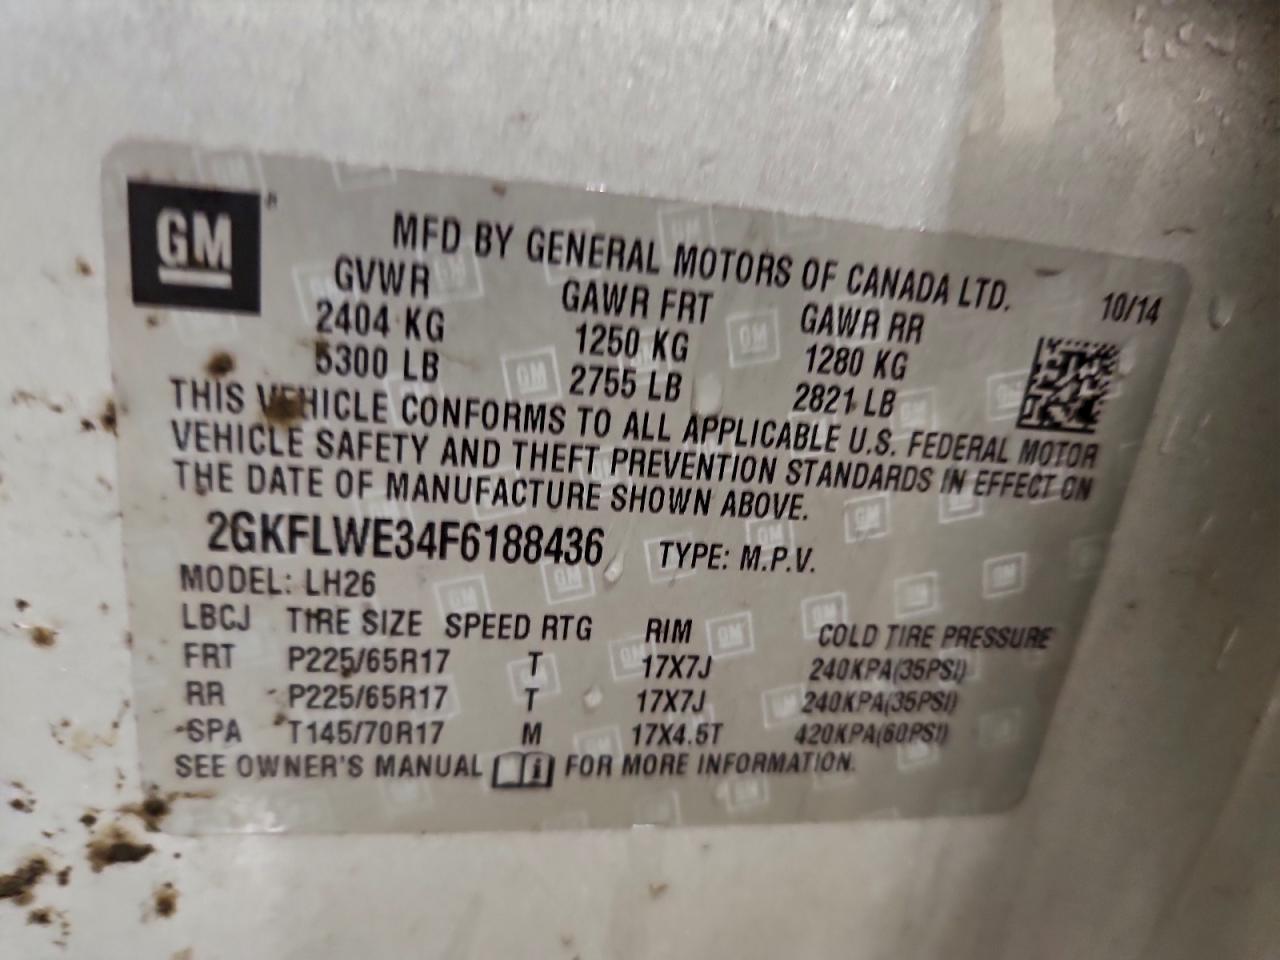 GM
MFD BY GENERAL MOTORS OF CANADA LTD.
10/14
GVWR GAWR FRT GAWR RR
2404 KG 1250 KG 1280 KG
5300 LB 2755 LB 2821 LB
THIS VEHICLE CONFORMS TO ALL APPLICABLE U.S. FEDERAL MOTOR
VEHICLE SAFETY AND THEFT PREVENTION STANDARDS IN EFFECT ON
THE DATE OF MANUFACTURE SHOWN ABOVE.
2GKFLWE34F6188436 TYPE: M.P.V.
MODEL: LH26
LBCJ TIRE SIZE SPEED RTG RIM COLD TIRE PRESSURE
FRT P225/65R17 T 17X7J 240KPA(35PSI)
RR P225/65R17 T 17X7J 240KPA(35PSI)
SPA T145/70R17 M 17X4.5T 420KPA(60PSI)
SEE OWNER'S MANUAL i FOR MORE INFORMATION.